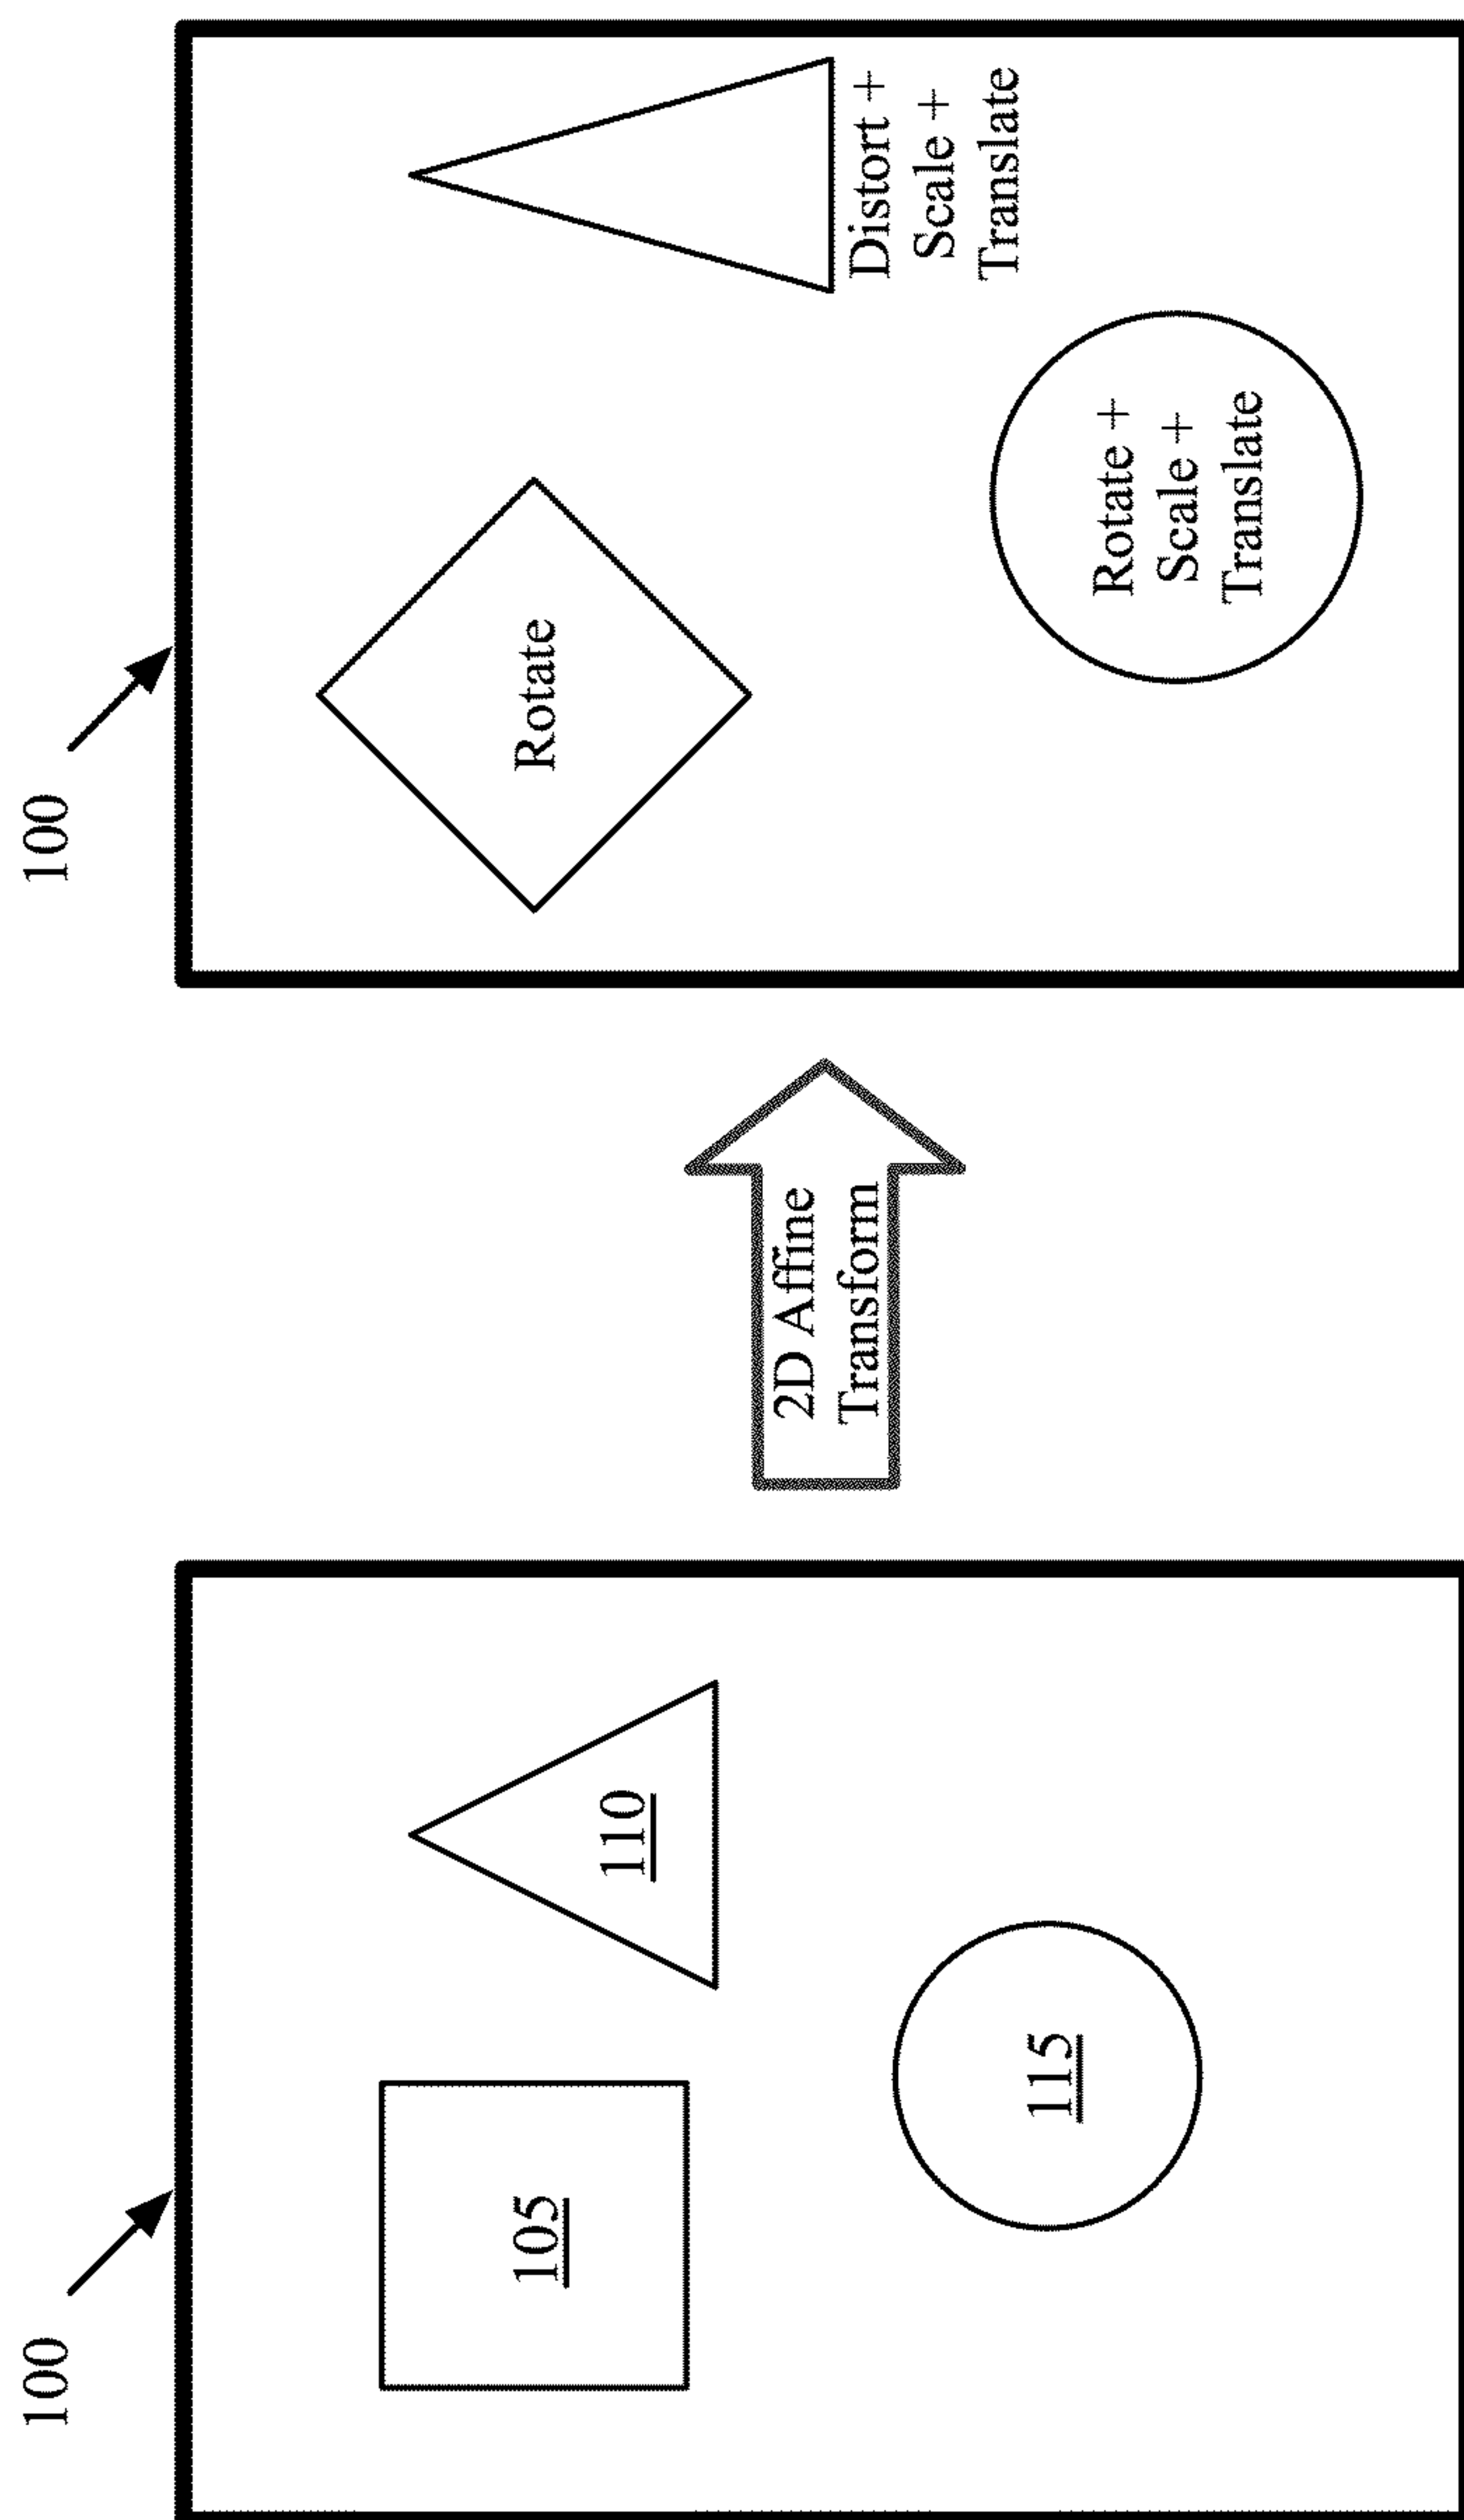 100
105
110
115
2D Affine
Transform
100
Rotate
Distort +
Scale +
Translate
Rotate +
Scale +
Translate